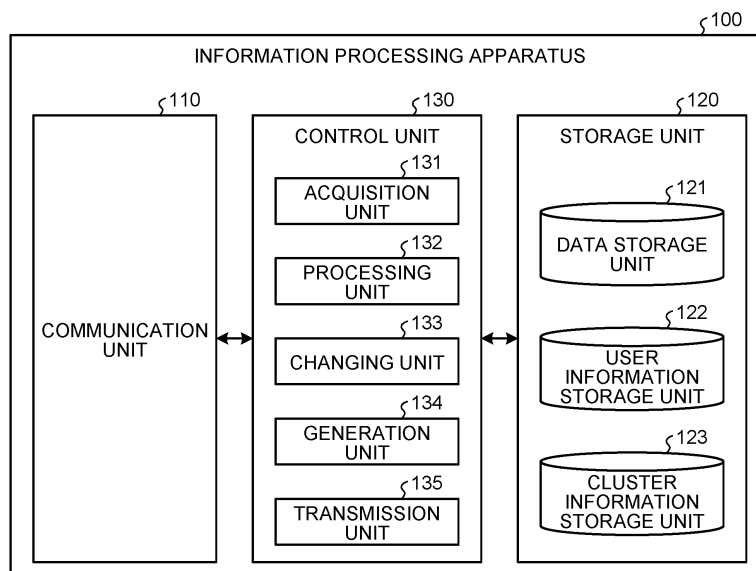 100
INFORMATION PROCESSING APPARATUS
110
COMMUNICATION
UNIT
130
CONTROL UNIT
131
ACQUISITION
UNIT
132
PROCESSING
UNIT
133
CHANGING UNIT
134
GENERATION
UNIT
135
TRANSMISSION
UNIT
120
STORAGE UNIT
121
DATA STORAGE
UNIT
122
USER
INFORMATION
STORAGE UNIT
123
CLUSTER
INFORMATION
STORAGE UNIT